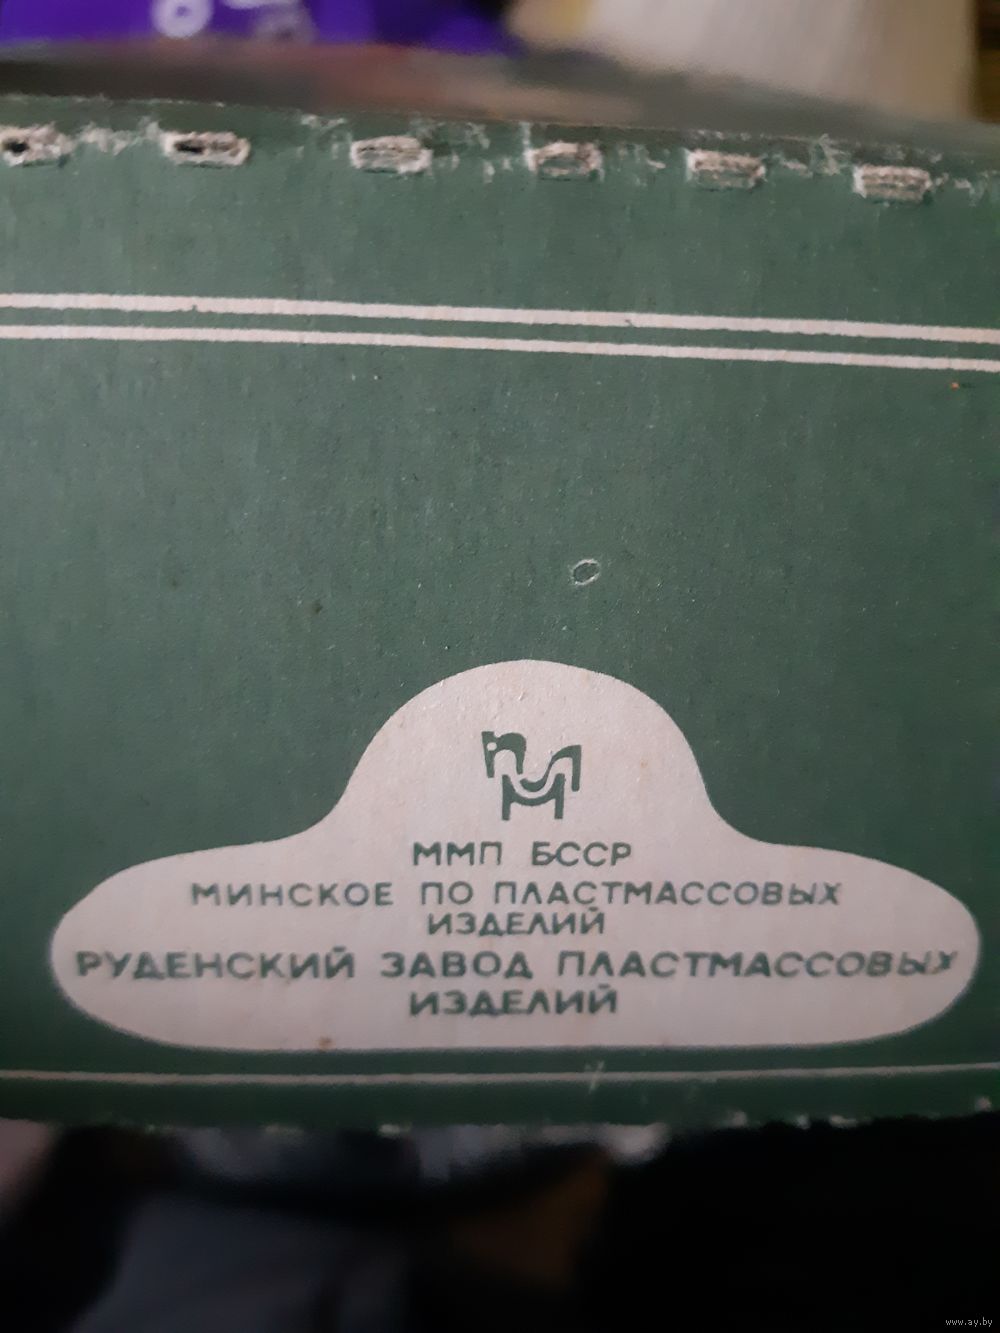 ММП БССР
МИНСКОЕ ПО ПЛАСТМАССОВЫХ
ИЗДЕЛИЙ
РУДЕНСКИЙ ЗАВОД ПЛАСТМАССОВЫХ
ИЗДЕЛИЙ
www.ay.by